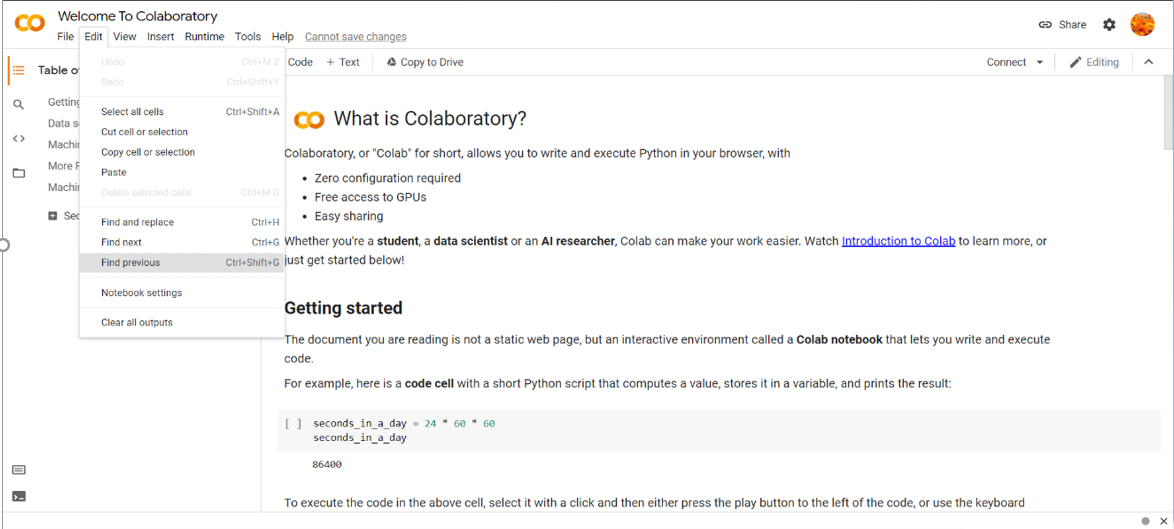 Welcome To Colaboratory
File Edit View Insert Runtime Tools Help Cannot save changes
Share
Table o
Undo Ctrl+M Z
Redo Ctrl+Shift+Y
Select all cells Ctrl+Shift+A
Cut cell or selection
Copy cell or selection
Paste
Delete selected cells Ctrl+M D
Find and replace Ctrl+H
Find next Ctrl+G
Find previous Ctrl+Shift+G
Notebook settings
Clear all outputs
Getting
Data s
Machin
More R
Machin
Sec
Code + Text Copy to Drive
Connect Editing
What is Colaboratory?
Colaboratory, or "Colab" for short, allows you to write and execute Python in your browser, with
• Zero configuration required
• Free access to GPUs
• Easy sharing
Whether you're a student, a data scientist or an AI researcher, Colab can make your work easier. Watch Introduction to Colab to learn more, or
just get started below!
Getting started
The document you are reading is not a static web page, but an interactive environment called a Colab notebook that lets you write and execute
code.
For example, here is a code cell with a short Python script that computes a value, stores it in a variable, and prints the result:
[ ] seconds_in_a_day = 24 * 60 * 60
seconds_in_a_day
86400
To execute the code in the above cell, select it with a click and then either press the play button to the left of the code, or use the keyboard